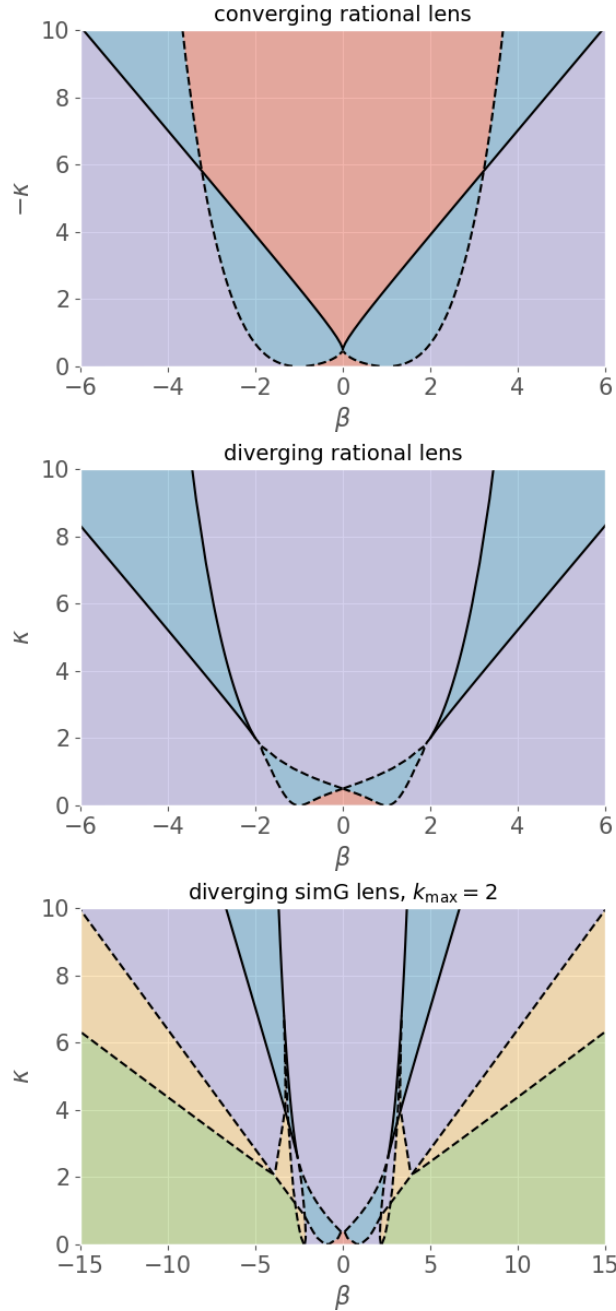 converging rational lens
10
8
6
4
2
0
−κ
−6 −4 −2 0 2 4 6
β
diverging rational lens
10
8
6
4
2
0
κ
−6 −4 −2 0 2 4 6
β
diverging simG lens, k_max = 2
10
8
6
4
2
0
κ
−15 −10 −5 0 5 10 15
β